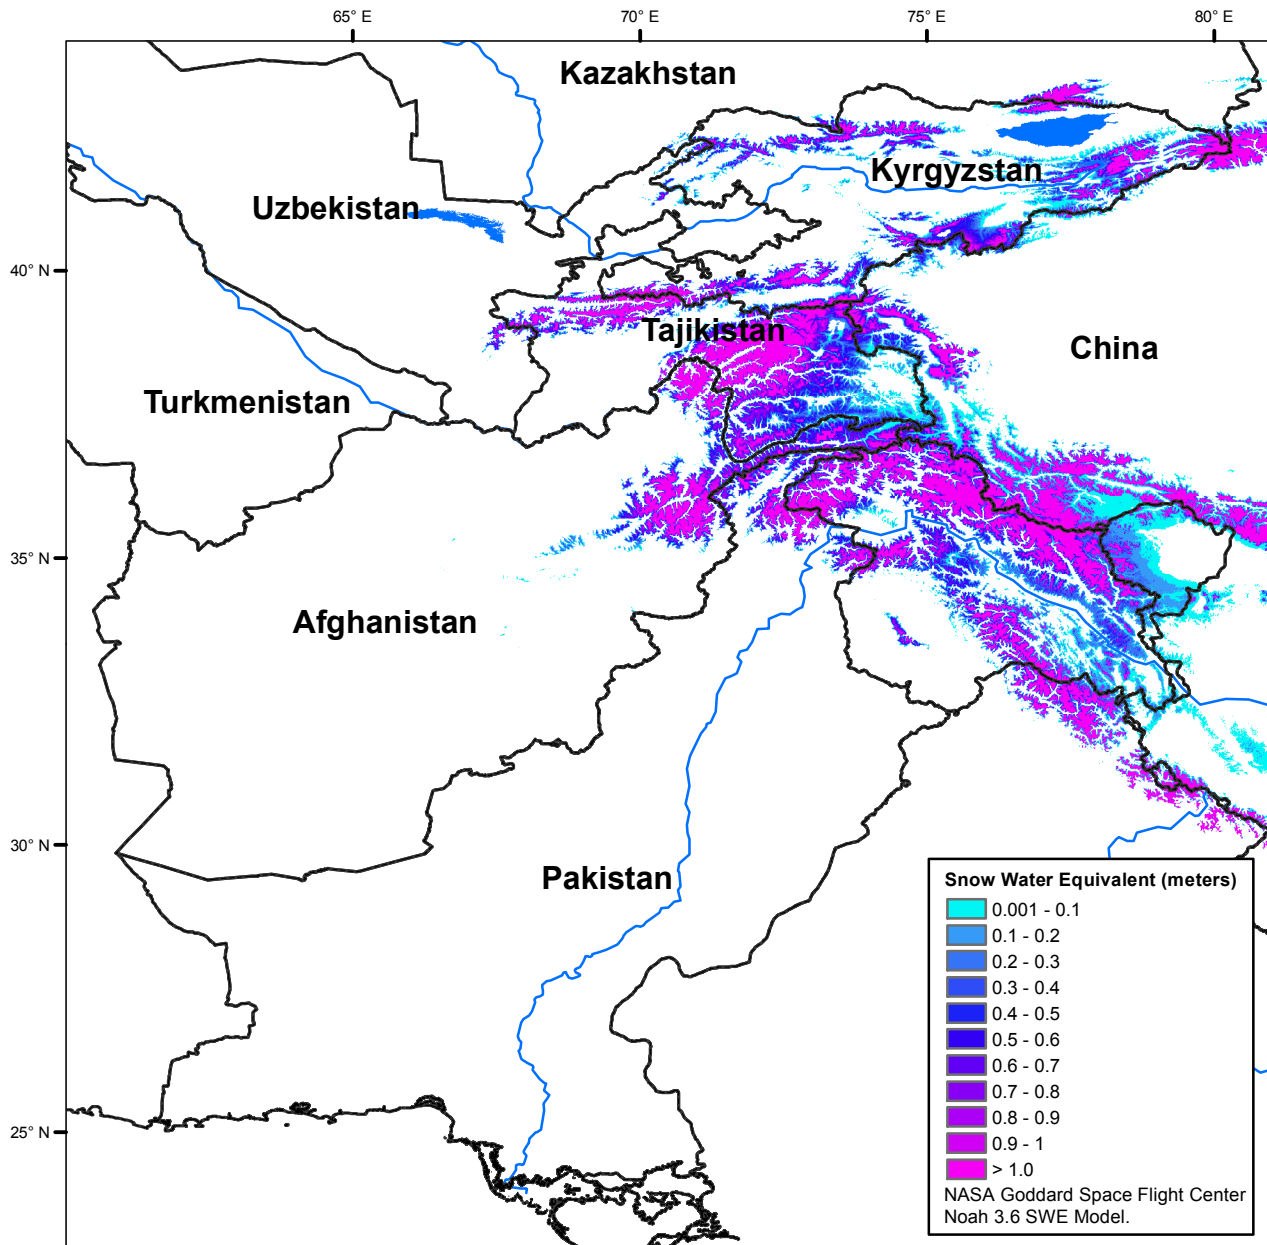 65° E
70° E
75° E
80° E
Kazakhstan
Kyrgyzstan
Uzbekistan
40° N
Tajikistan
China
Turkmenistan
35° N
Afghanistan
30° N
Pakistan
25° N
Snow Water Equivalent (meters)
0.001 - 0.1
0.1 - 0.2
0.2 - 0.3
0.3 - 0.4
0.4 - 0.5
0.5 - 0.6
0.6 - 0.7
0.7 - 0.8
0.8 - 0.9
0.9 - 1
> 1.0
NASA Goddard Space Flight Center
Noah 3.6 SWE Model.